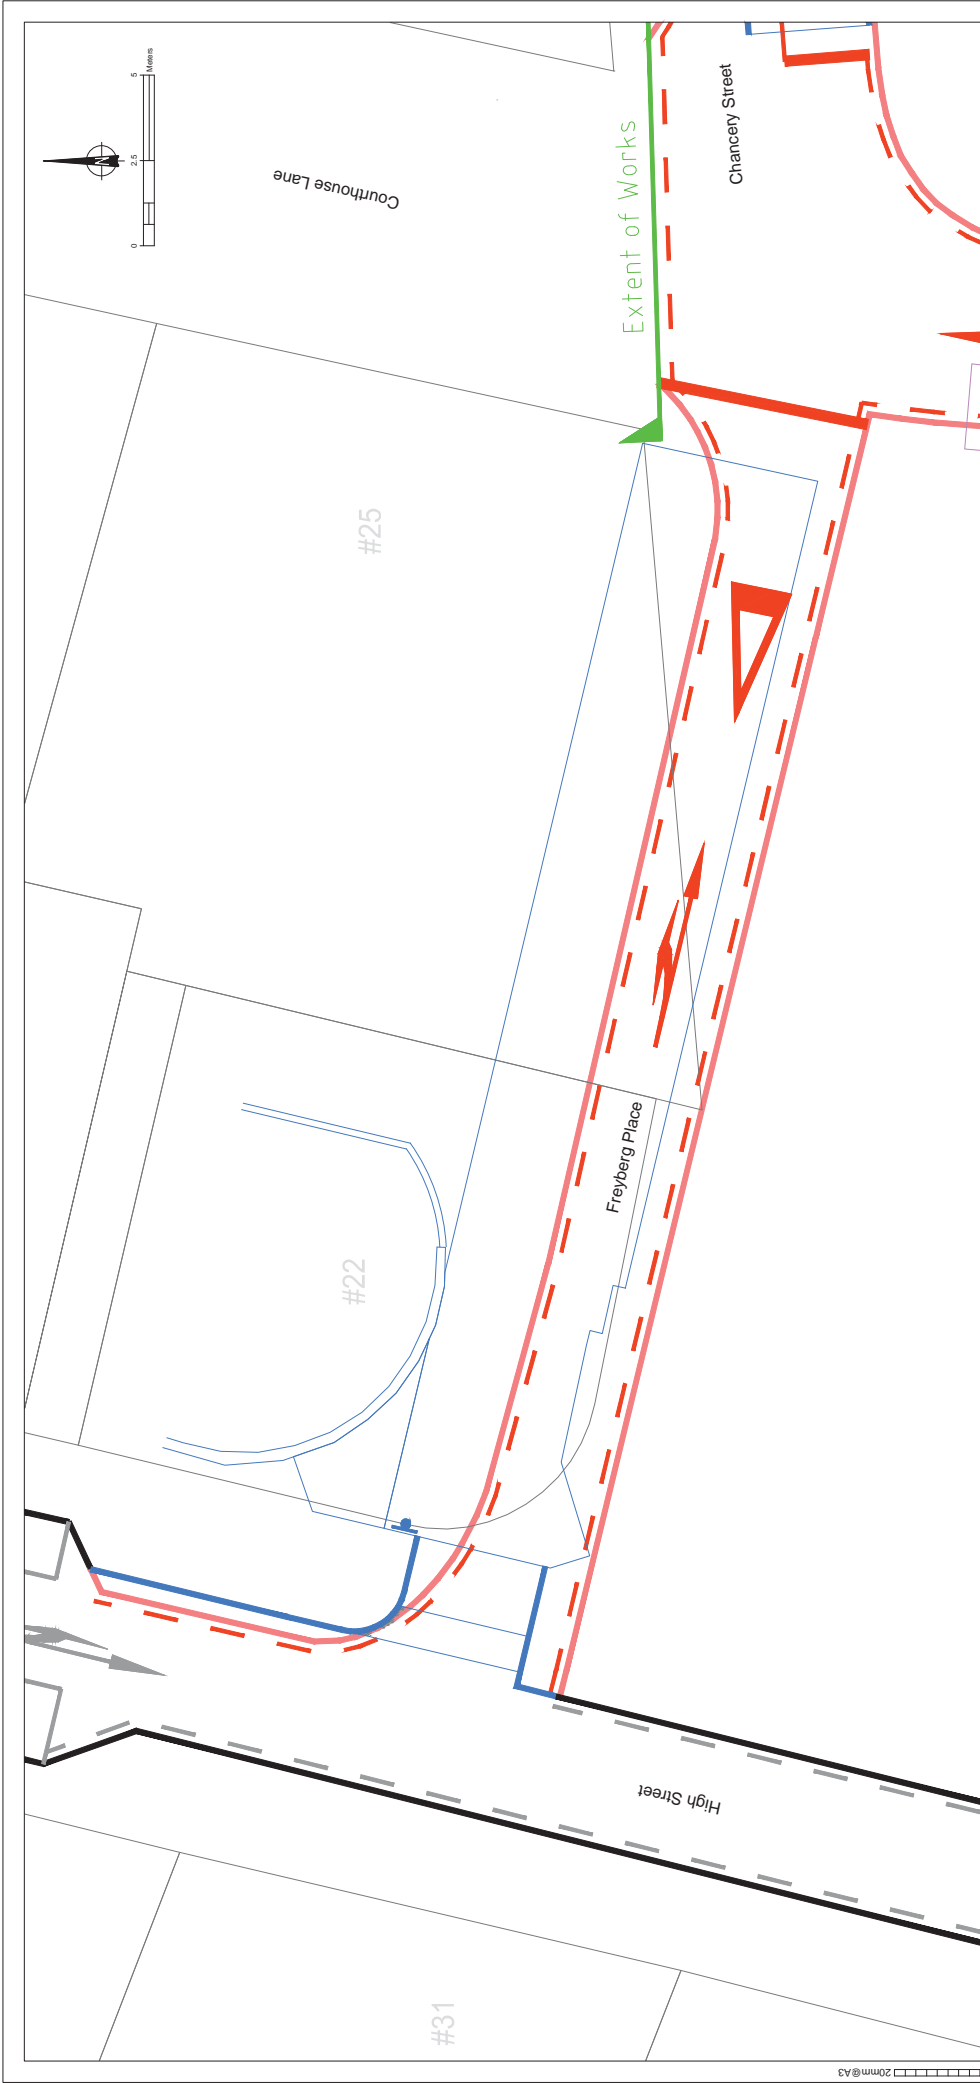 0
2.5
5
Meters
N
Courthouse Lane
Extent of Works
Chancery Street
#25
#22
Freyberg Place
High Street
#31
20mm@A3